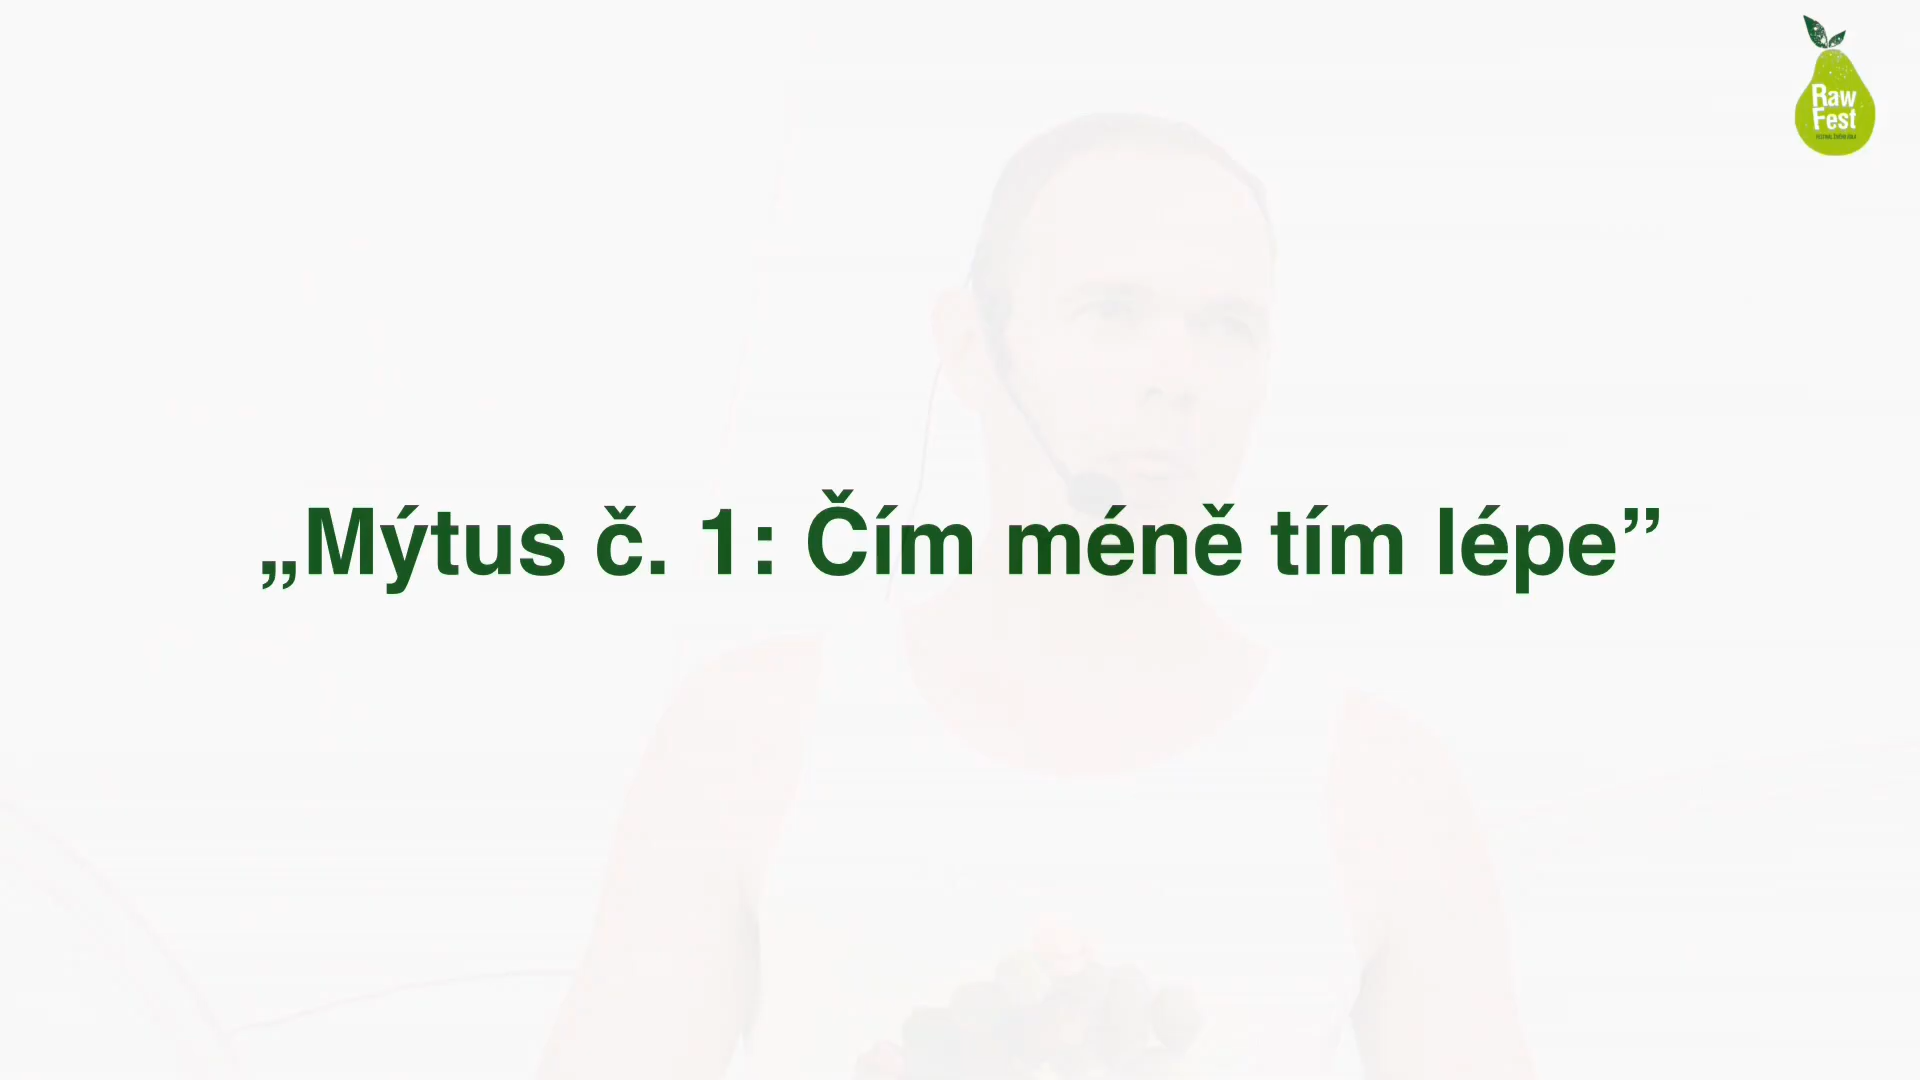 Raw
Fest
„Mýtus č. 1: Čím méně tím lépe”